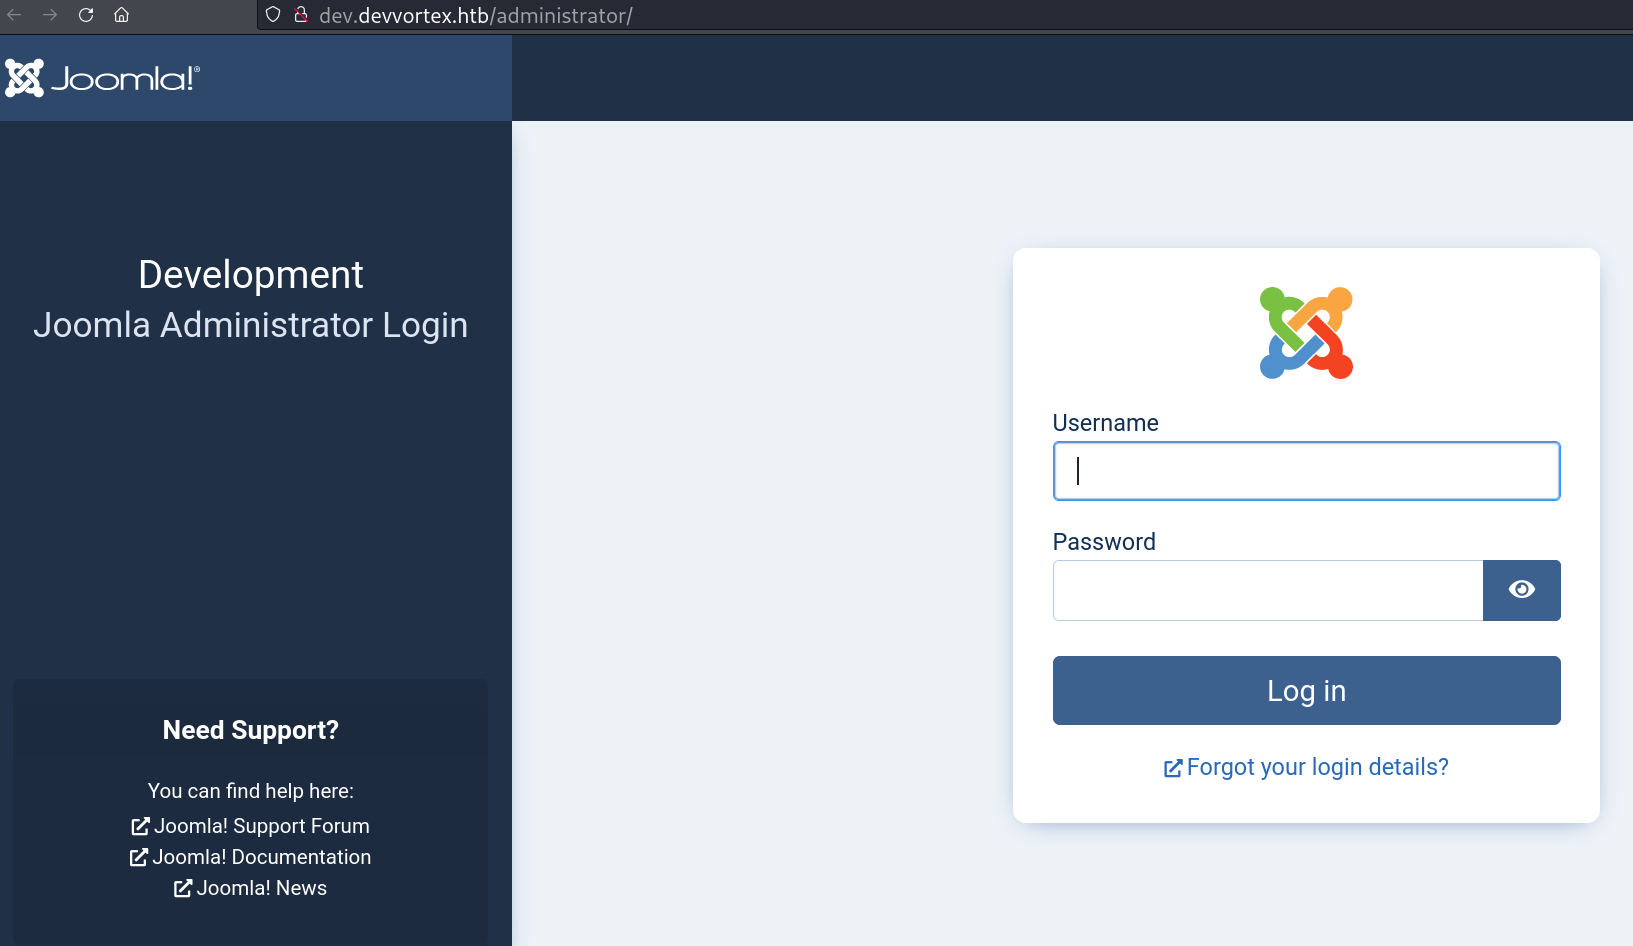 dev.devvortex.htb/administrator/
Joomla!®
Development
Joomla Administrator Login
Need Support?
You can find help here:
Joomla! Support Forum
Joomla! Documentation
Joomla! News
Username
Password
Log in
Forgot your login details?